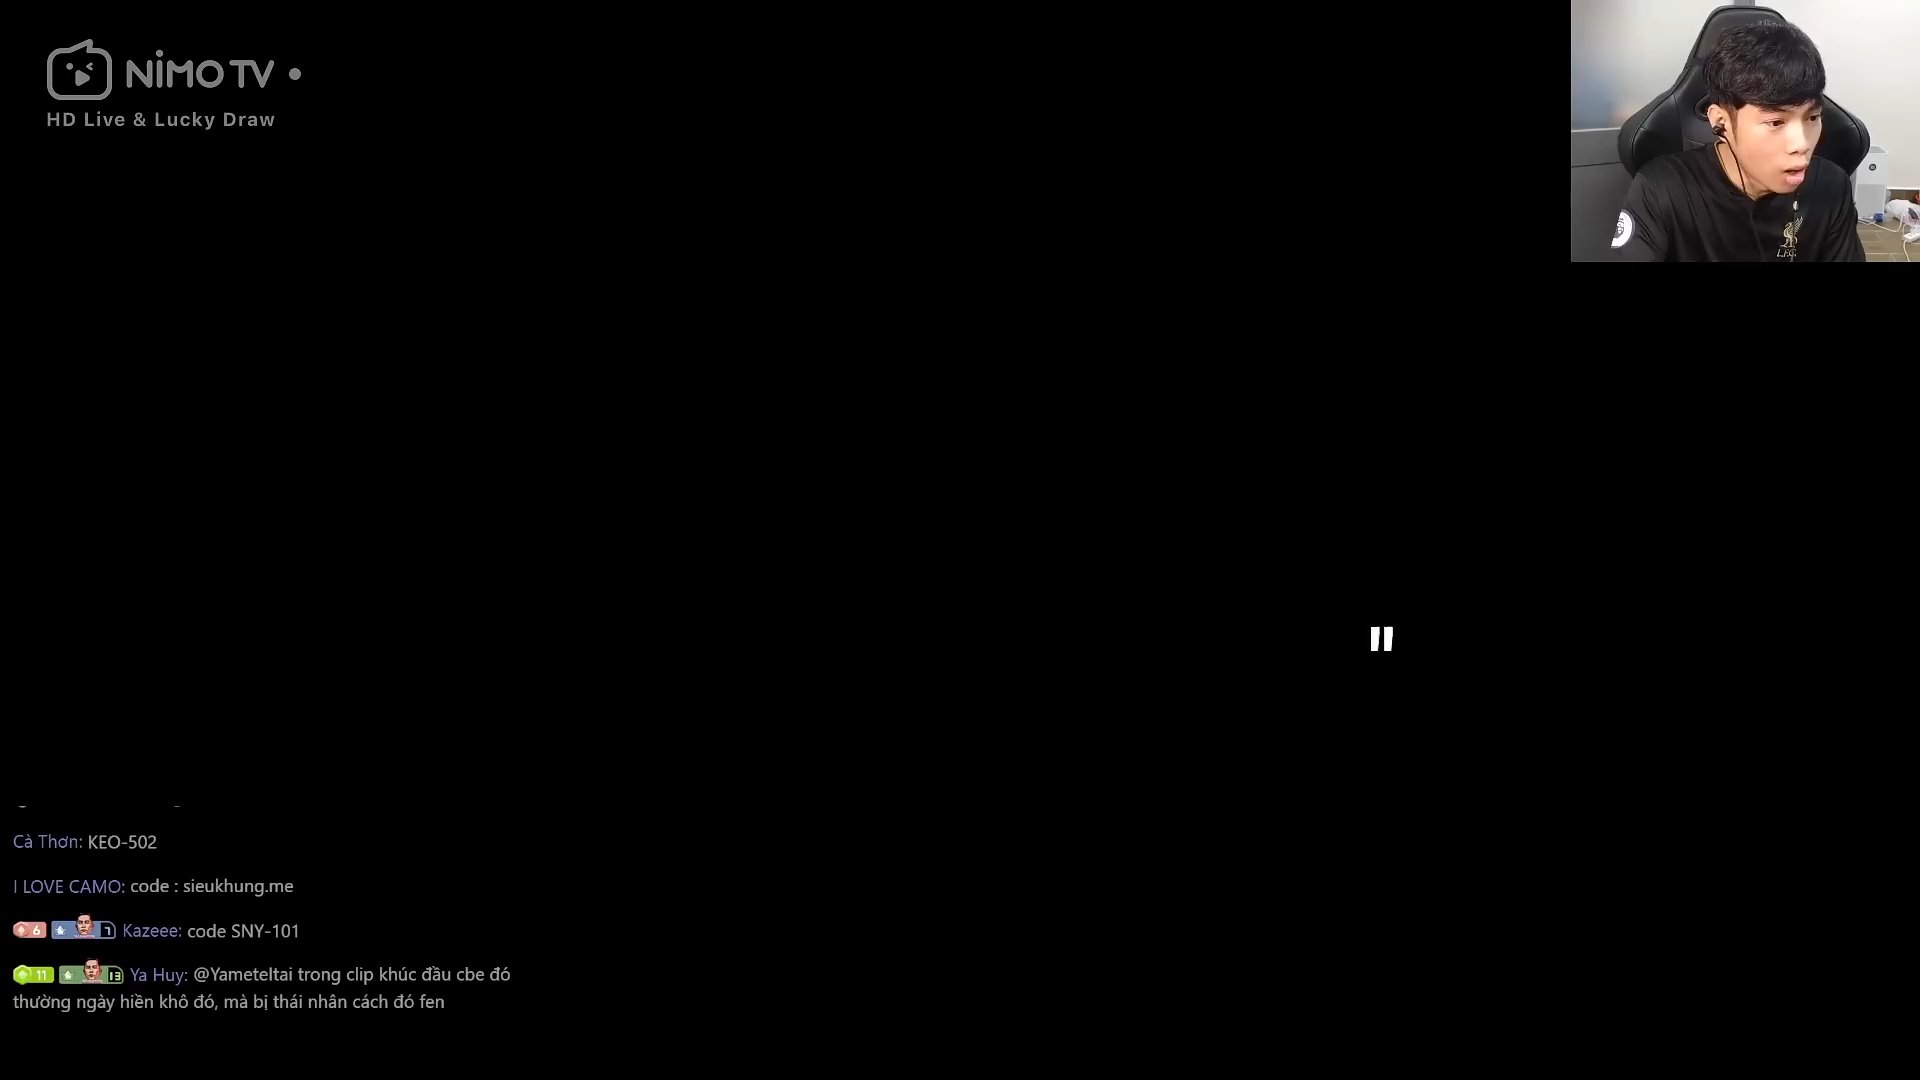 NiMO TV
HD Live & Lucky Draw
L.F.C.
"
Cà Thơn: KEO-502
I LOVE CAMO: code : sieukhung.me
6 7 Kazeee: code SNY-101
11 13 Ya Huy: @Yameteltai trong clip khúc đầu cbe đó
thường ngày hiền khô đó, mà bị thái nhân cách đó fen